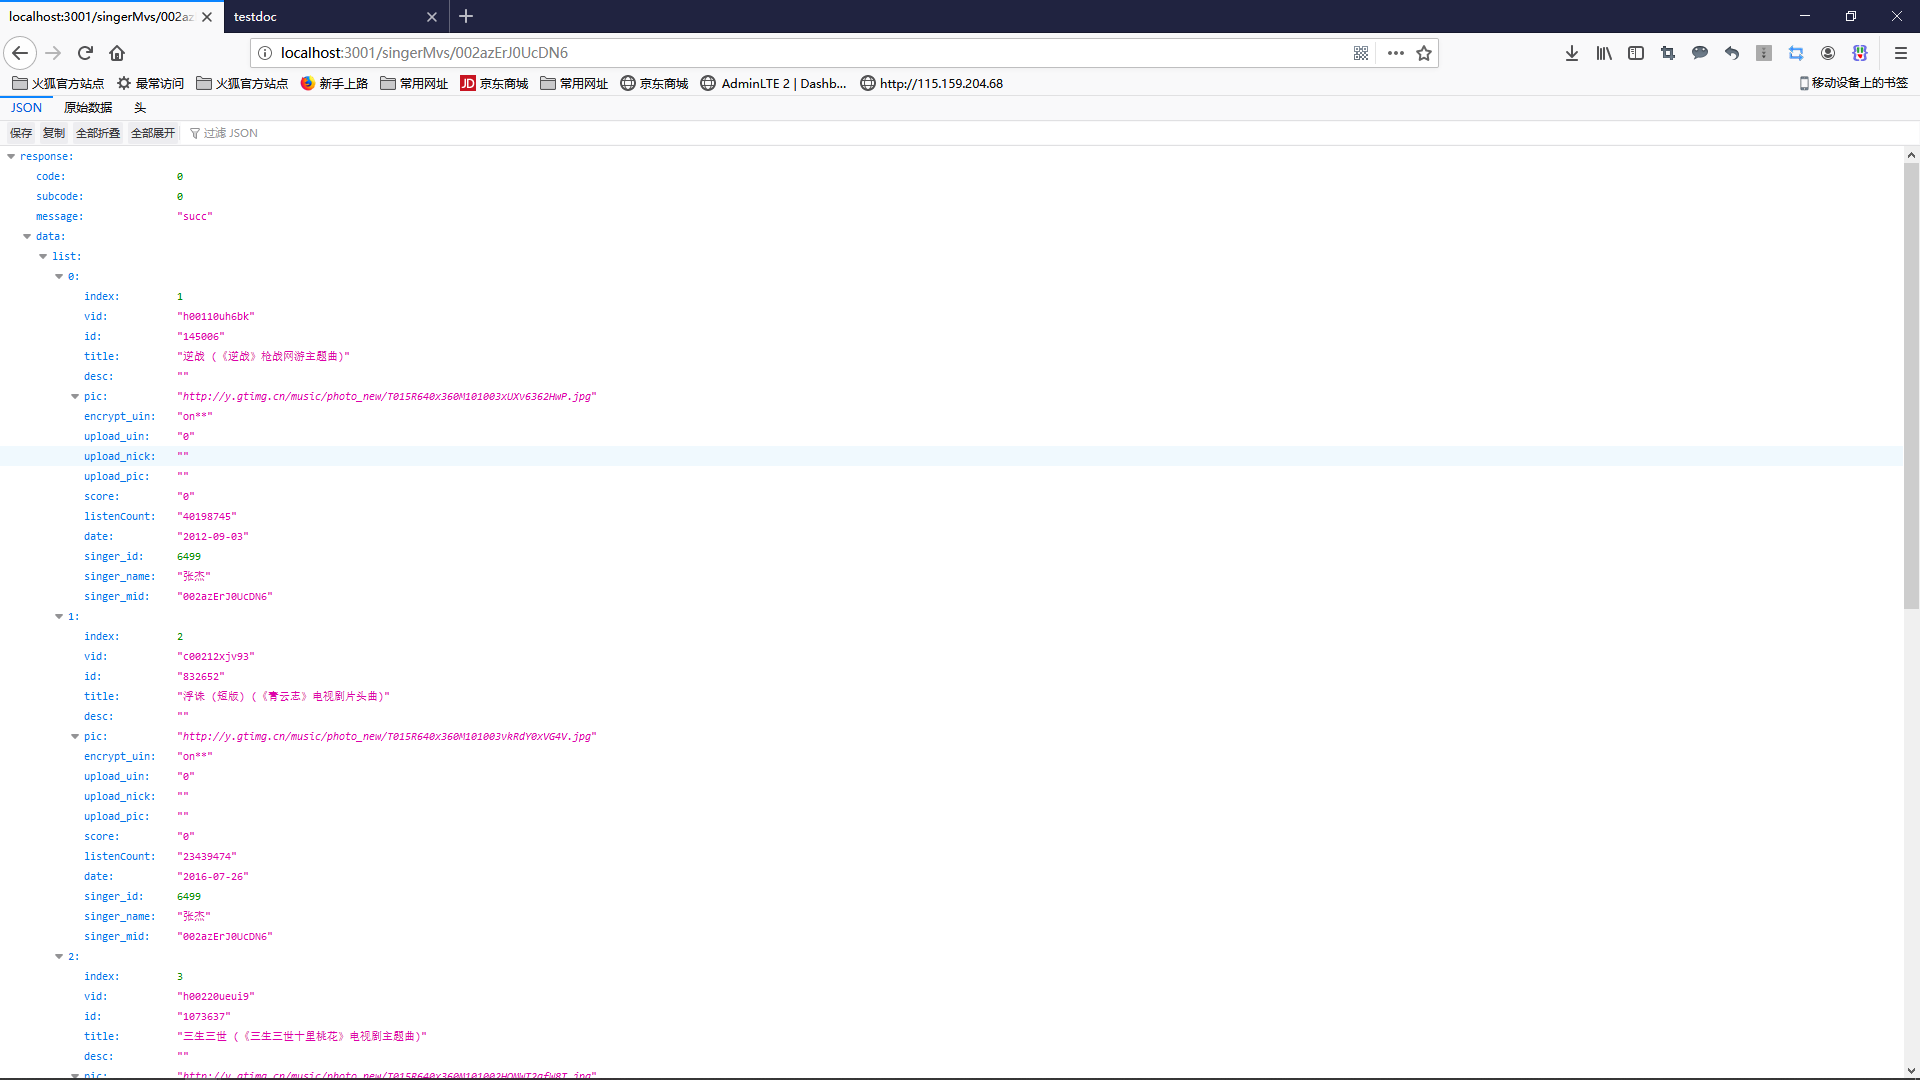 localhost:3001/singerMvs/002az
testdoc
localhost:3001/singerMvs/002azErJ0UcDN6
火狐官方站点 最常访问 火狐官方站点 新手上路 常用网址 JD 京东商城 常用网址 京东商城 AdminLTE 2 | Dashb... http://115.159.204.68 移动设备上的书签
JSON 原始数据 头
保存 复制 全部折叠 全部展开 过滤 JSON
response:
code: 0
subcode: 0
message: "succ"
data:
list:
0:
index: 1
vid: "h00110uh6bk"
id: "145006"
title: "逆战 (《逆战》枪战网游主题曲)"
desc: ""
pic: "http://y.gtimg.cn/music/photo_new/T015R640x360M101003xUXv6362HwP.jpg"
encrypt_uin: "on**"
upload_uin: "0"
upload_nick: ""
upload_pic: ""
score: "0"
listenCount: "40198745"
date: "2012-09-03"
singer_id: 6499
singer_name: "张杰"
singer_mid: "002azErJ0UcDN6"
1:
index: 2
vid: "c00212xjv93"
id: "832652"
title: "浮诛 (短版) (《青云志》电视剧片头曲)"
desc: ""
pic: "http://y.gtimg.cn/music/photo_new/T015R640x360M101003vkRdY0xVG4V.jpg"
encrypt_uin: "on**"
upload_uin: "0"
upload_nick: ""
upload_pic: ""
score: "0"
listenCount: "23439474"
date: "2016-07-26"
singer_id: 6499
singer_name: "张杰"
singer_mid: "002azErJ0UcDN6"
2:
index: 3
vid: "h00220ueui9"
id: "1073637"
title: "三生三世 (《三生三世十里桃花》电视剧主题曲)"
desc: ""
pic: "http://y.gtimg.cn/music/photo_new/T015R640x360M101002HONWT2qfW8T.jpg"